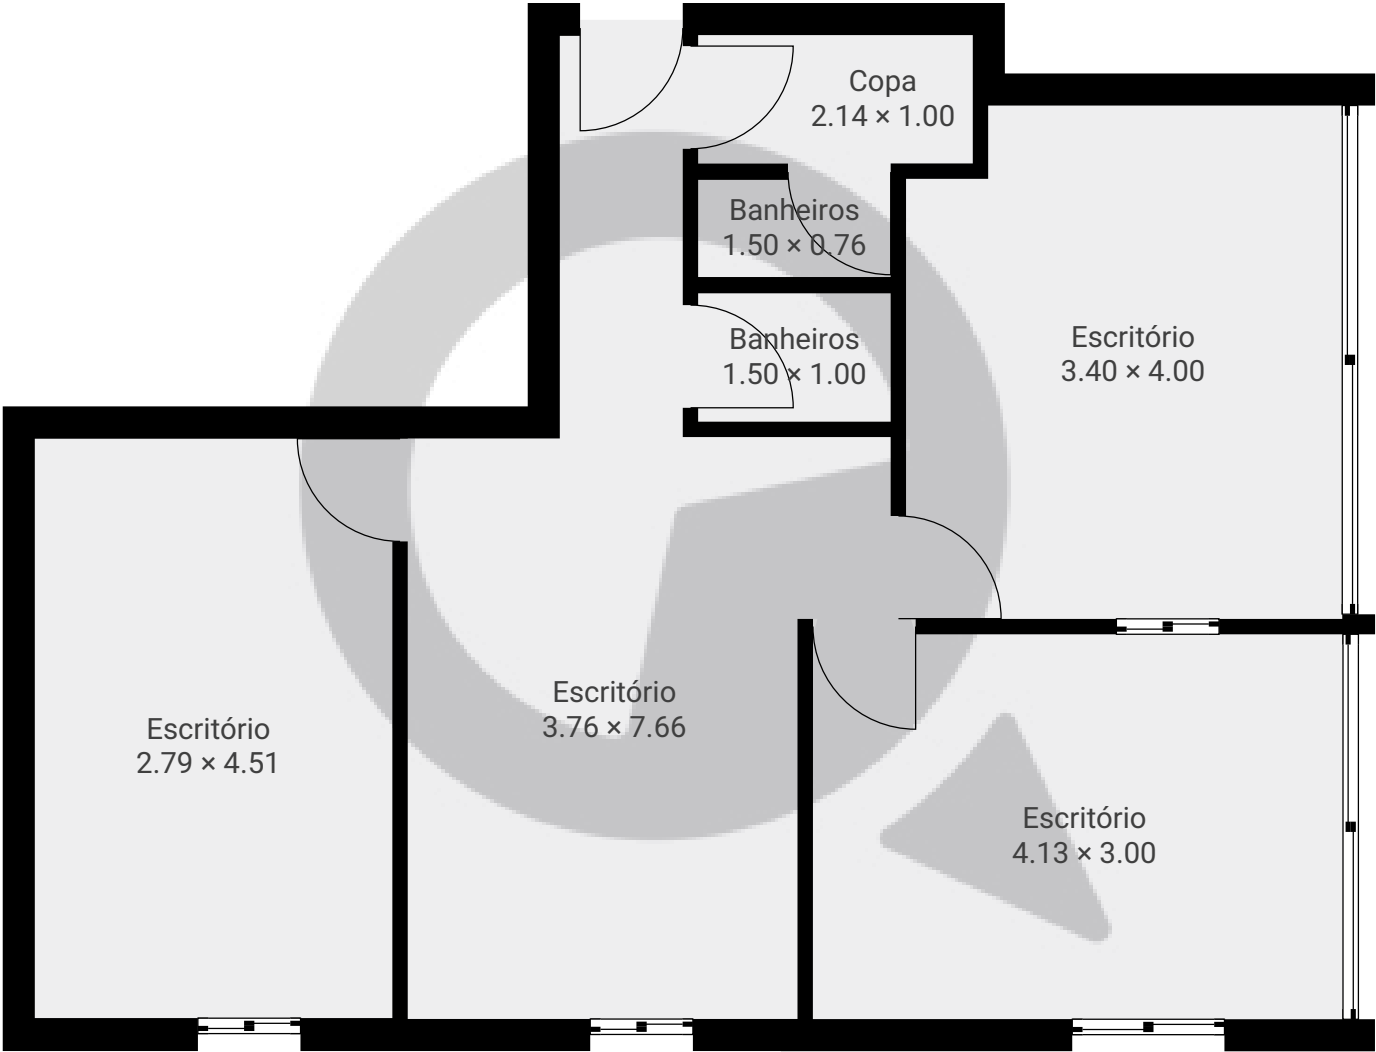 Copa
2.14 × 1.00
Banheiros
1.50 × 0.76
Banheiros
1.50 × 1.00
Escritório
3.40 × 4.00
Escritório
3.76 × 7.66
Escritório
2.79 × 4.51
Escritório
4.13 × 3.00